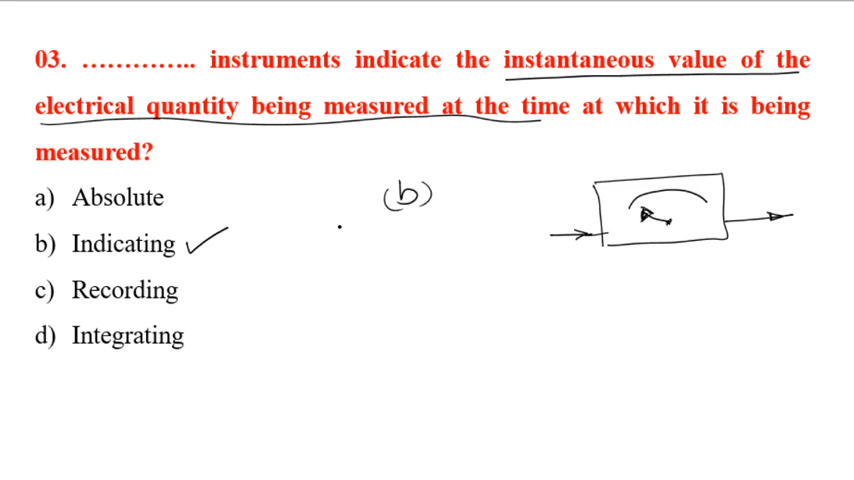 03. ………….. instruments indicate the instantaneous value of the
electrical quantity being measured at the time at which it is being
measured?
a) Absolute
(b)
b) Indicating
c) Recording
d) Integrating